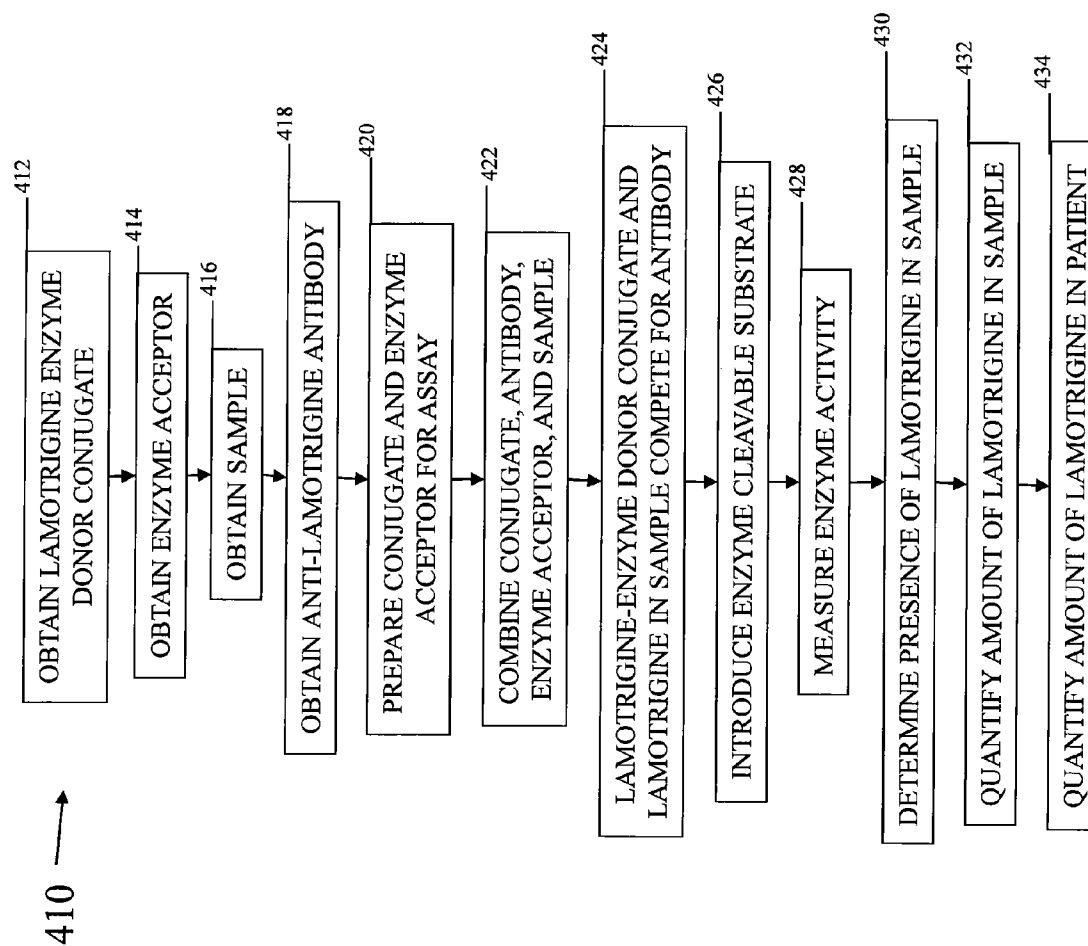 410
412
OBTAIN LAMOTRIGINE ENZYME
DONOR CONJUGATE
414
OBTAIN ENZYME ACCEPTOR
416
OBTAIN SAMPLE
418
OBTAIN ANTI-LAMOTRIGINE ANTIBODY
420
PREPARE CONJUGATE AND ENZYME
ACCEPTOR FOR ASSAY
422
COMBINE CONJUGATE, ANTIBODY,
ENZYME ACCEPTOR, AND SAMPLE
424
LAMOTRIGINE-ENZYME DONOR CONJUGATE AND
LAMOTRIGINE IN SAMPLE COMPETE FOR ANTIBODY
426
INTRODUCE ENZYME CLEAVABLE SUBSTRATE
428
MEASURE ENZYME ACTIVITY
430
DETERMINE PRESENCE OF LAMOTRIGINE IN SAMPLE
432
QUANTIFY AMOUNT OF LAMOTRIGINE IN SAMPLE
434
QUANTIFY AMOUNT OF LAMOTRIGINE IN PATIENT